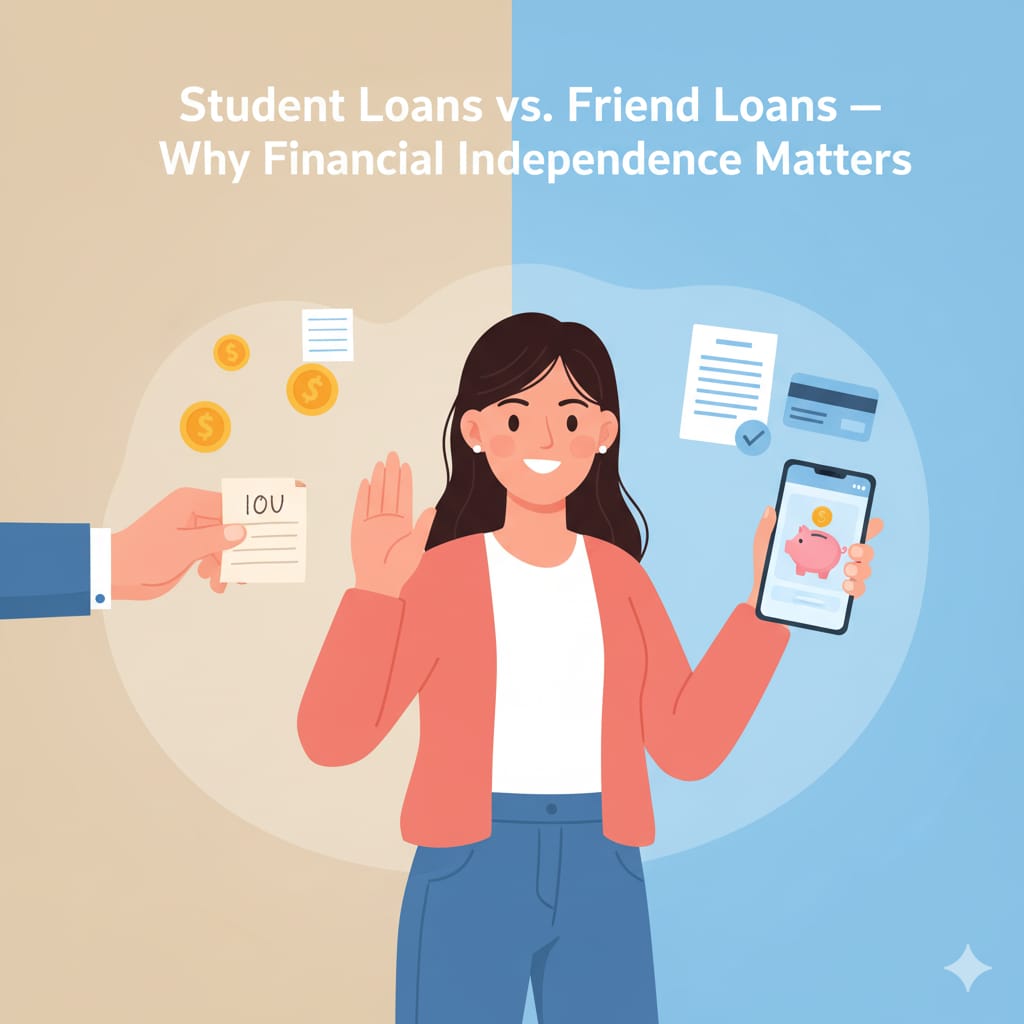 Student Loans vs. Friend Loans —
Why Financial Independence Matters
IOU
$
$
$
$